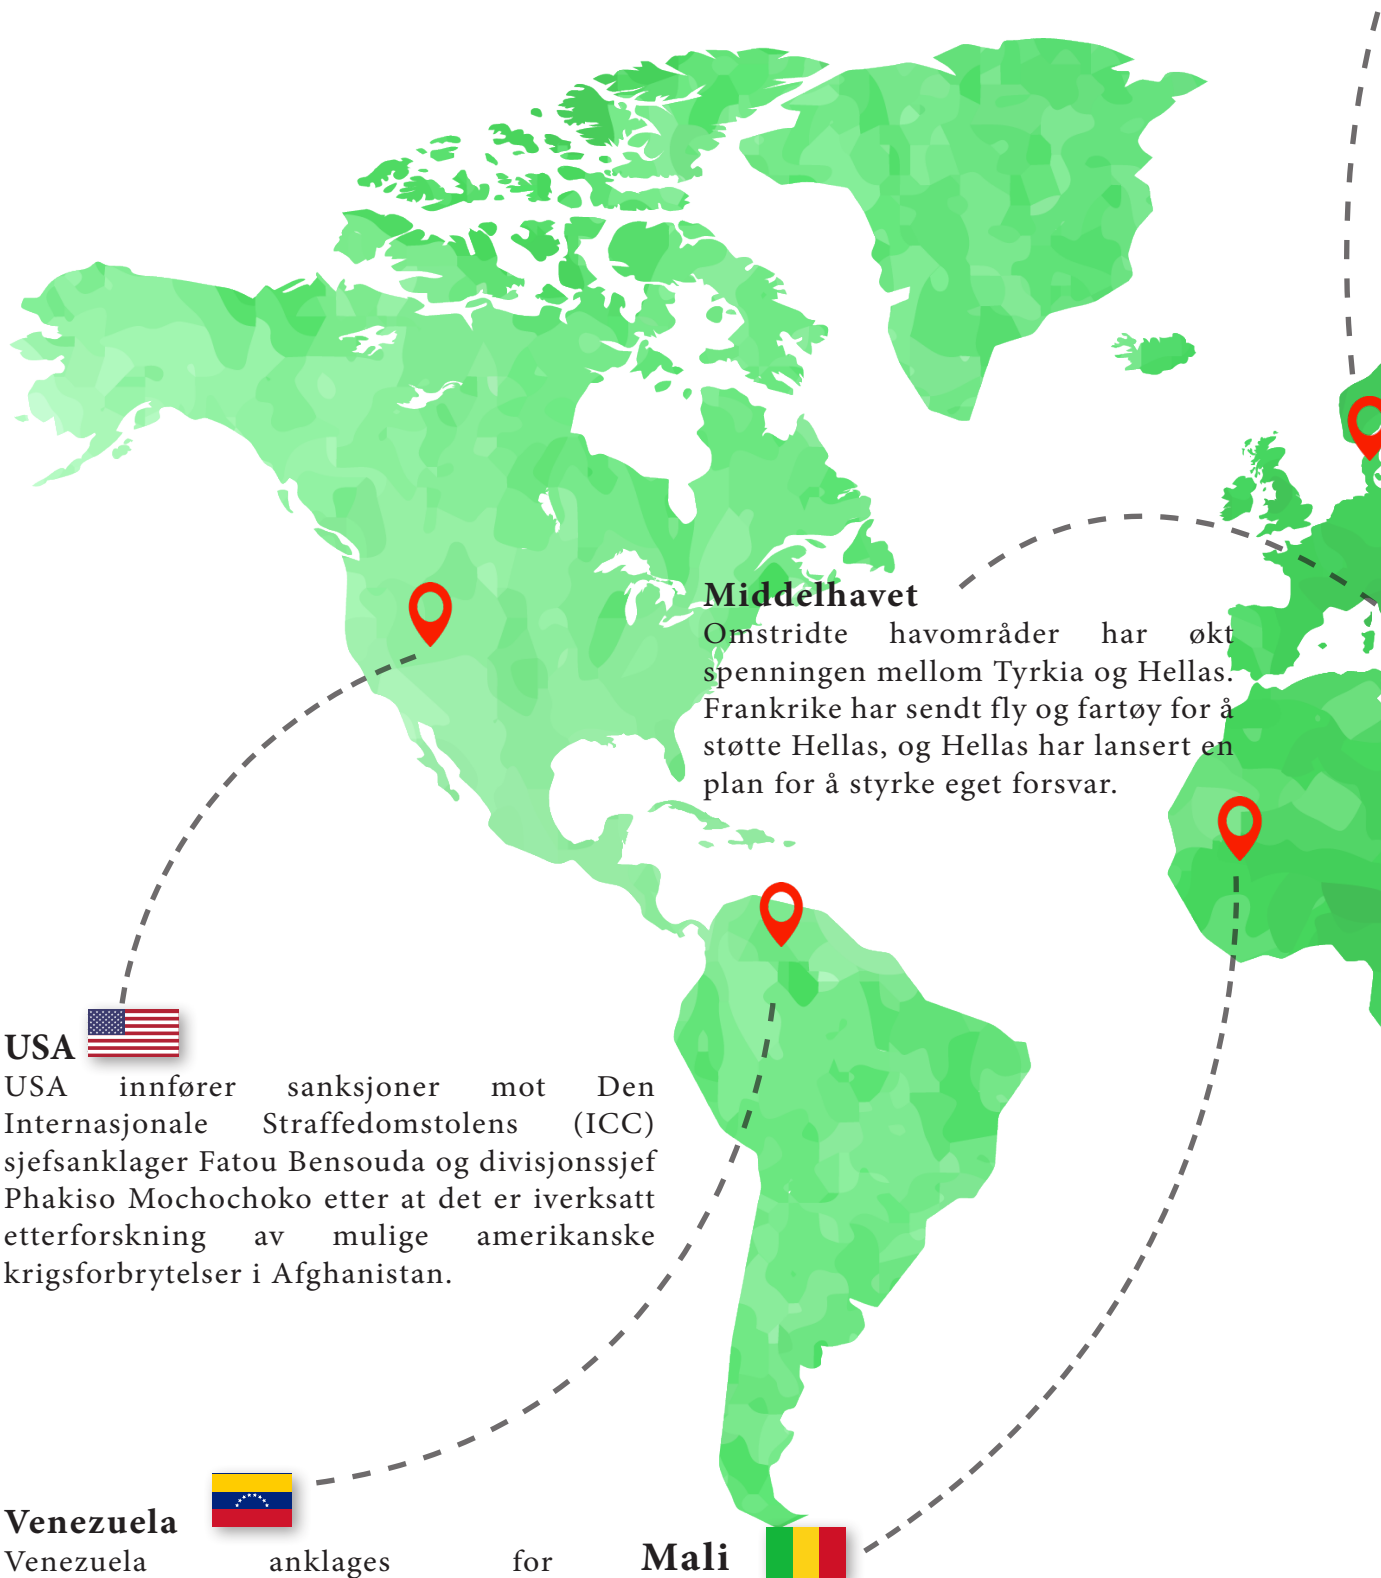 Middelhavet
Omstridte havområder har økt
spenningen mellom Tyrkia og Hellas.
Frankrike har sendt fly og fartøy for å
støtte Hellas, og Hellas har lansert en
plan for å styrke eget forsvar.
USA
USA innfører sanksjoner mot Den
Internasjonale Straffedomstolens (ICC)
sjefsanklager Fatou Bensouda og divisjonssjef
Phakiso Mochochoko etter at det er iverksatt
etterforskning av mulige amerikanske
krigsforbrytelser i Afghanistan.
Venezuela
Venezuela anklages for
Mali